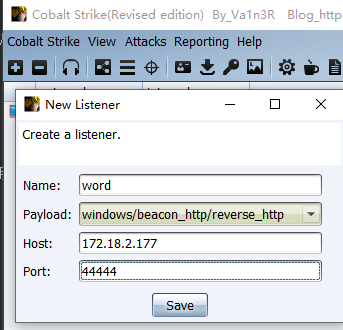 Cobalt Strike(Revised edition) By_Va1n3R Blog_http
Cobalt Strike View Attacks Reporting Help
New Listener
Create a listener.
Name: word
Payload: windows/beacon_http/reverse_http
Host: 172.18.2.177
Port: 44444
Save